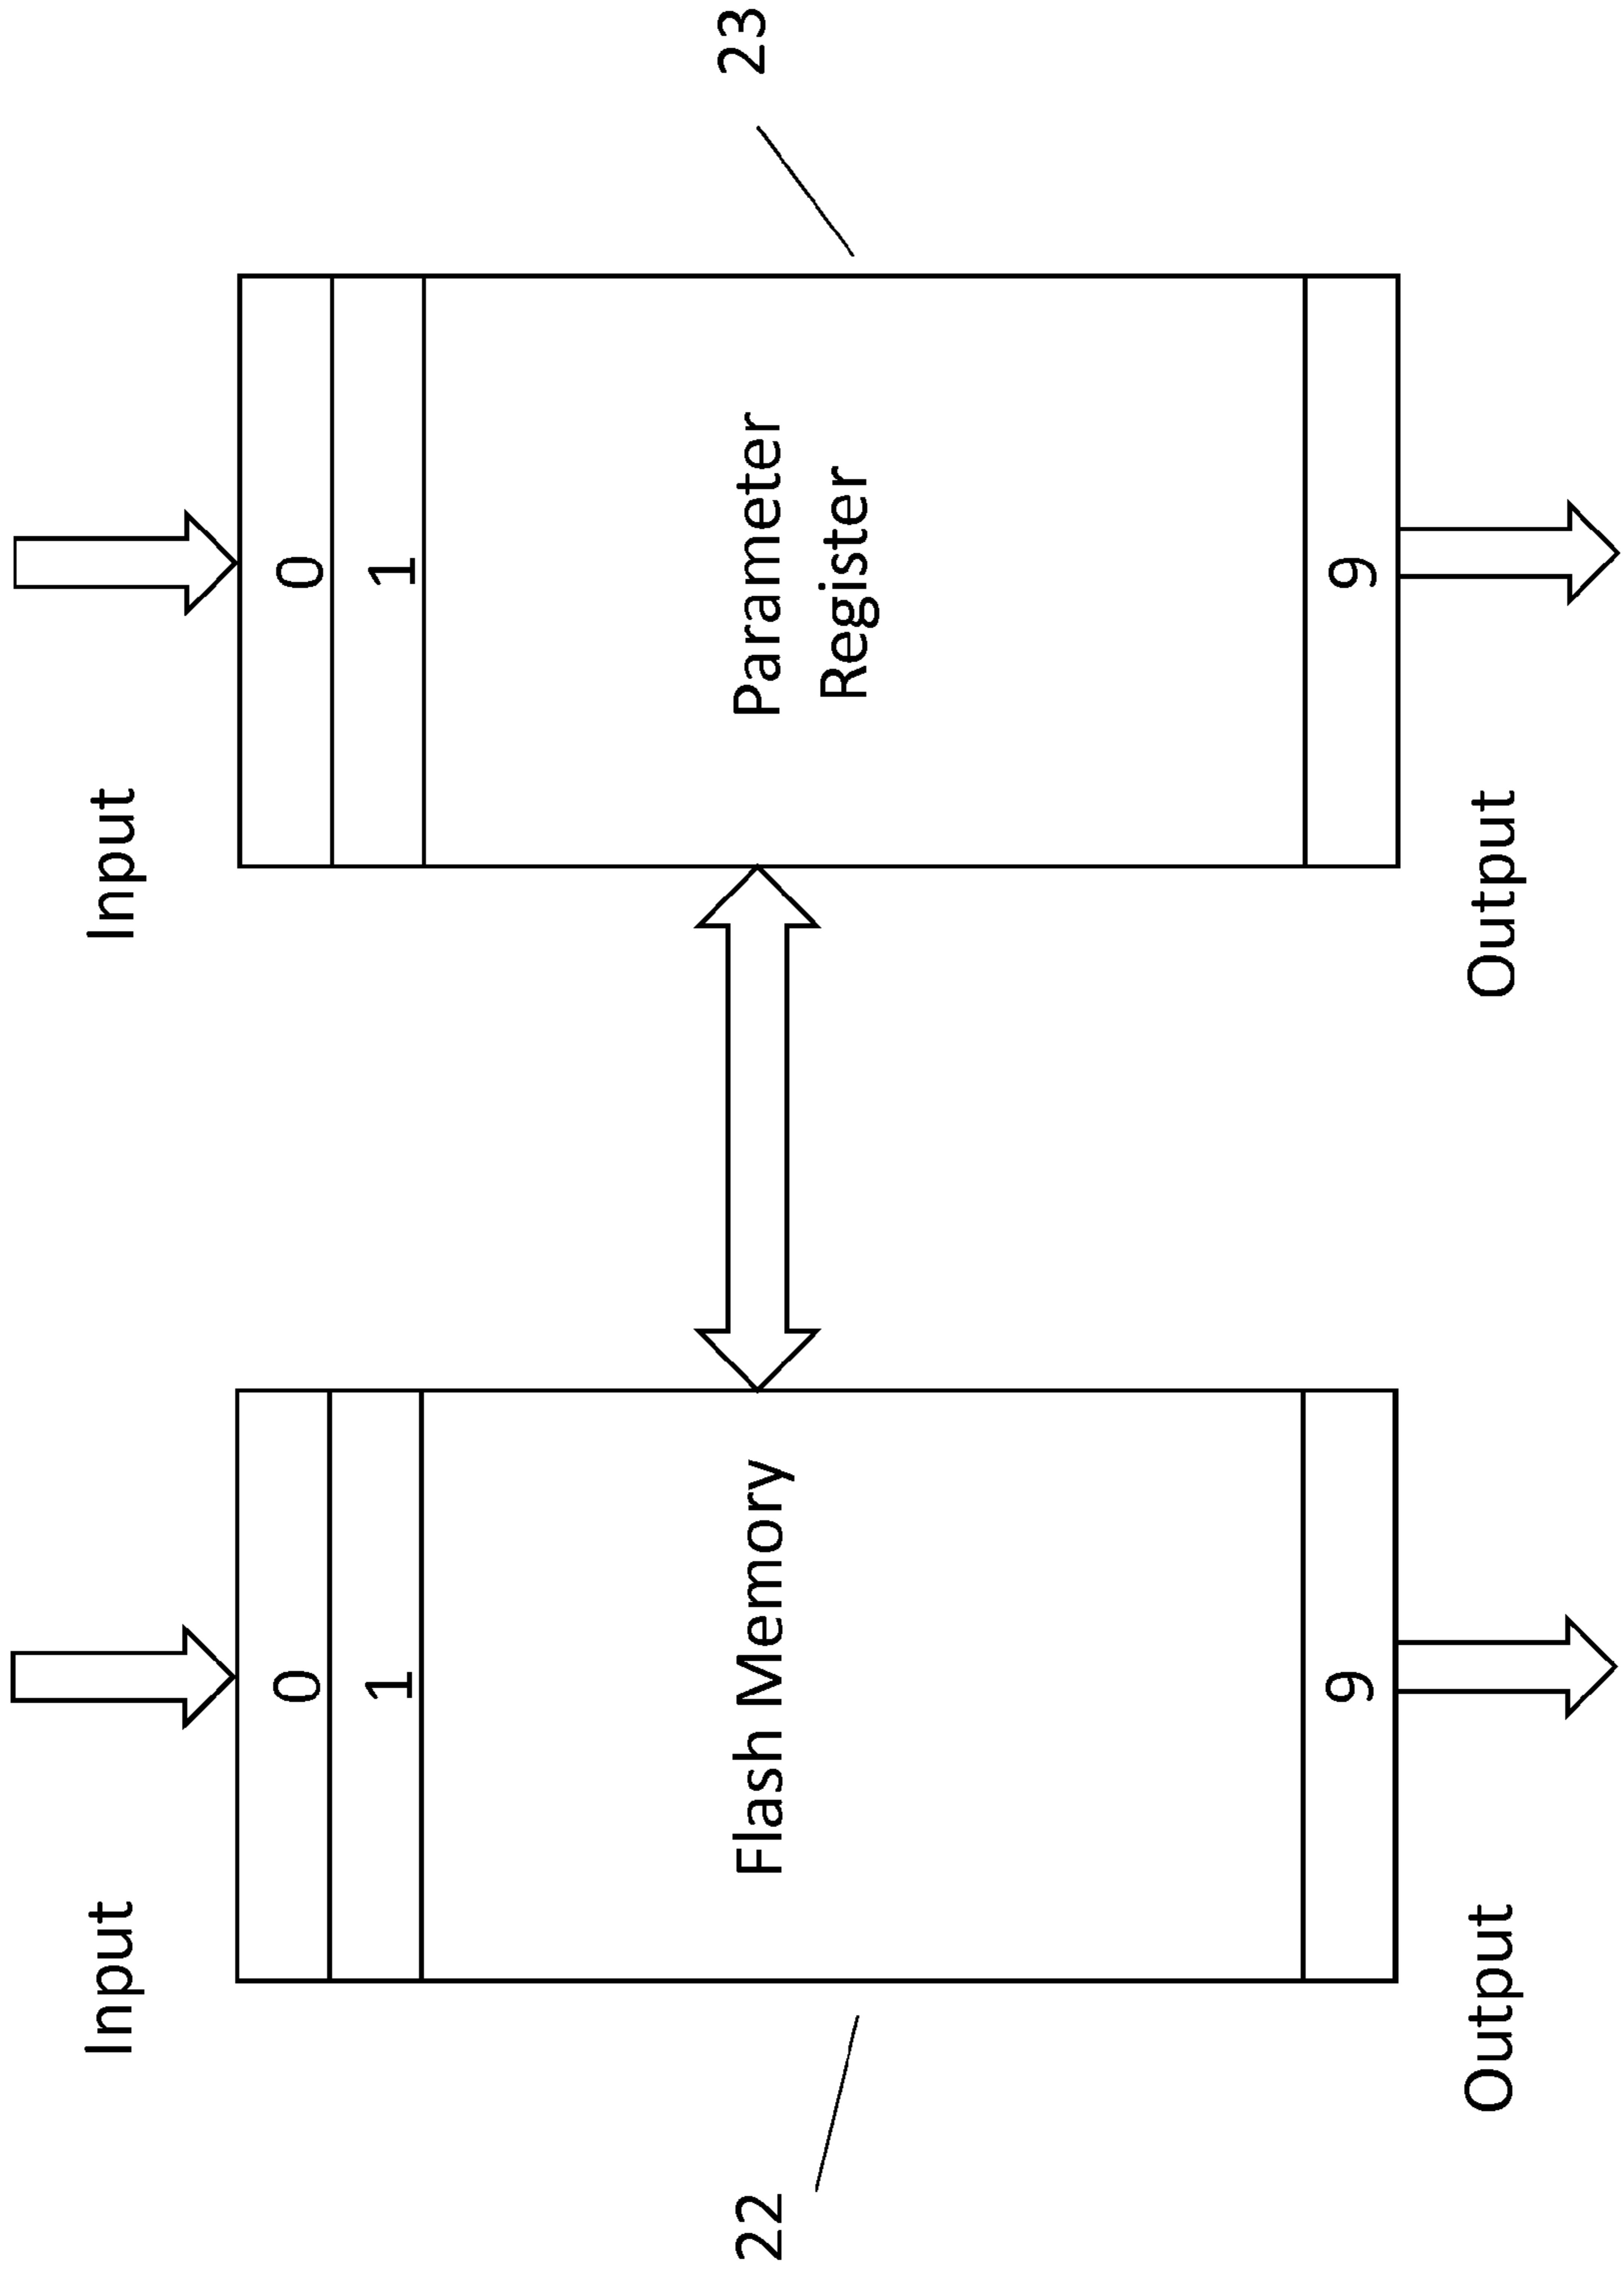 Input
Input
0
0
1
1
22
Flash Memory
Parameter
Register
23
9
9
Output
Output